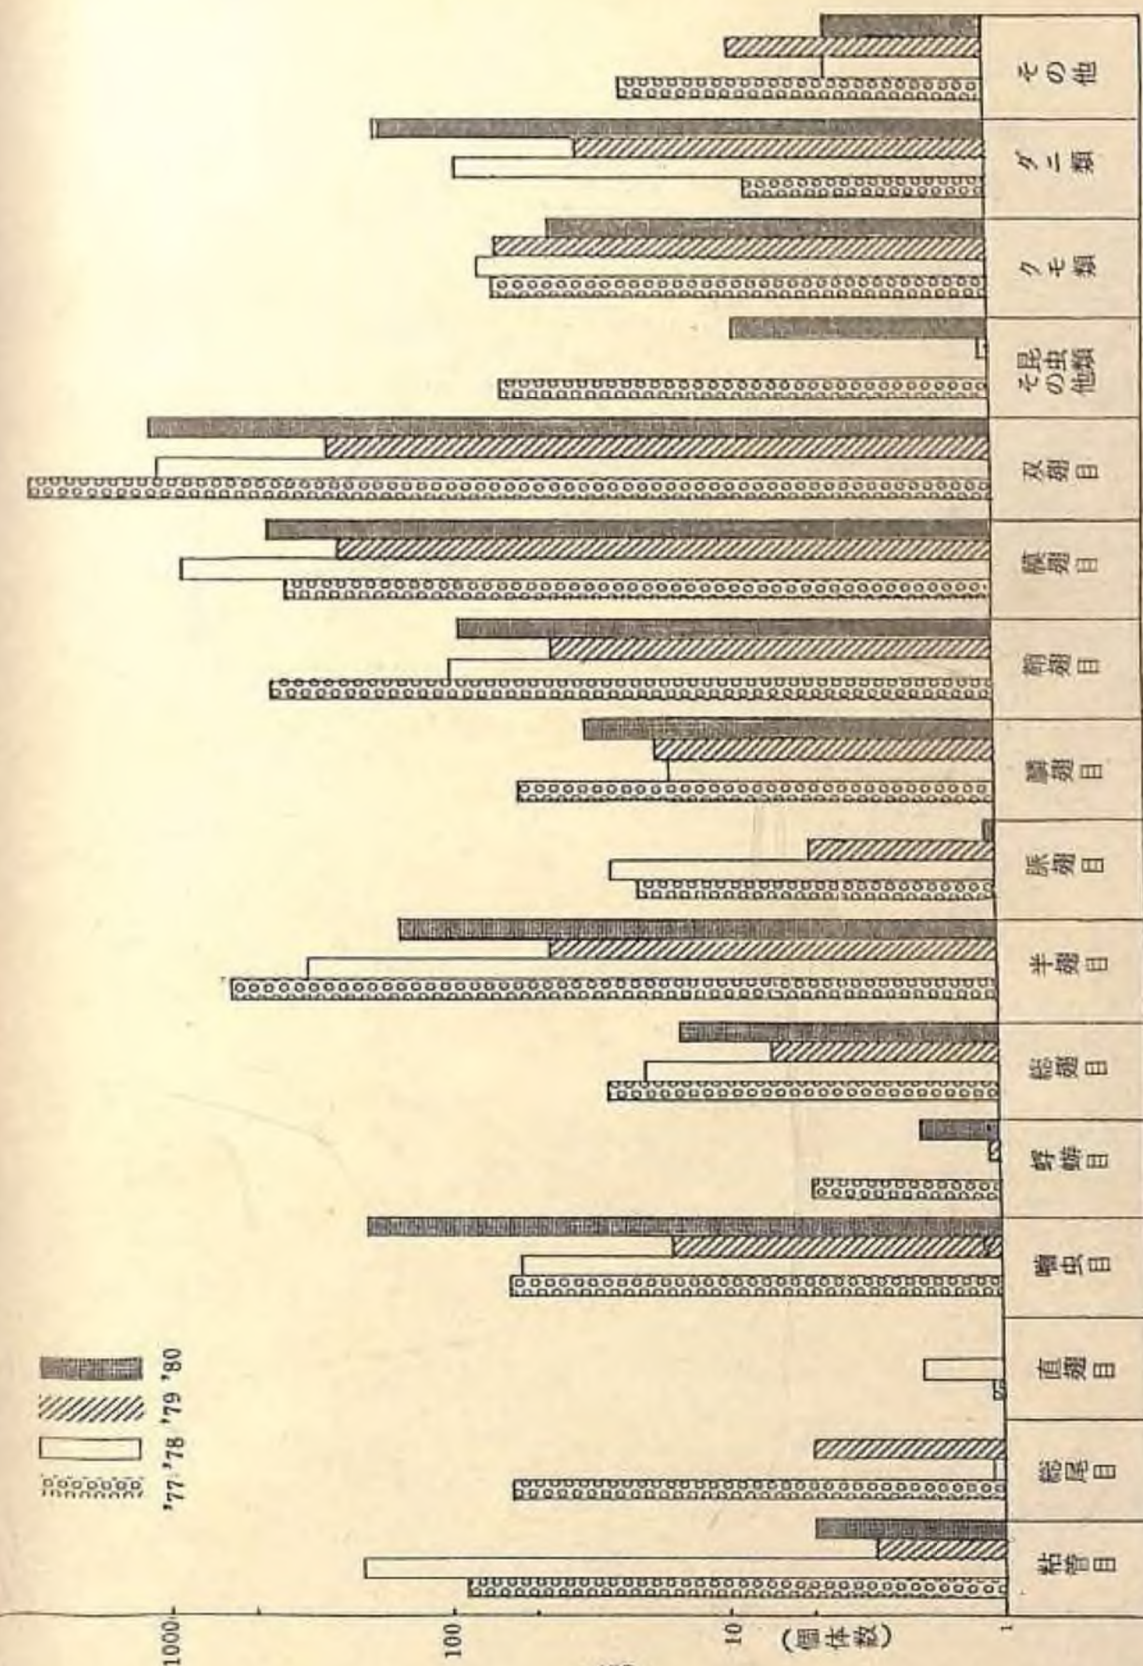 1000
100
10
1
(個体数)
'77 '78 '79 '80
粘管目
総尾目
直翅目
嚙虫目
蜉蝣目
総翅目
半翅目
脈翅目
鱗翅目
鞘翅目
膜翅目
双翅目
その他
昆虫類
クモ類
ダニ類
その他